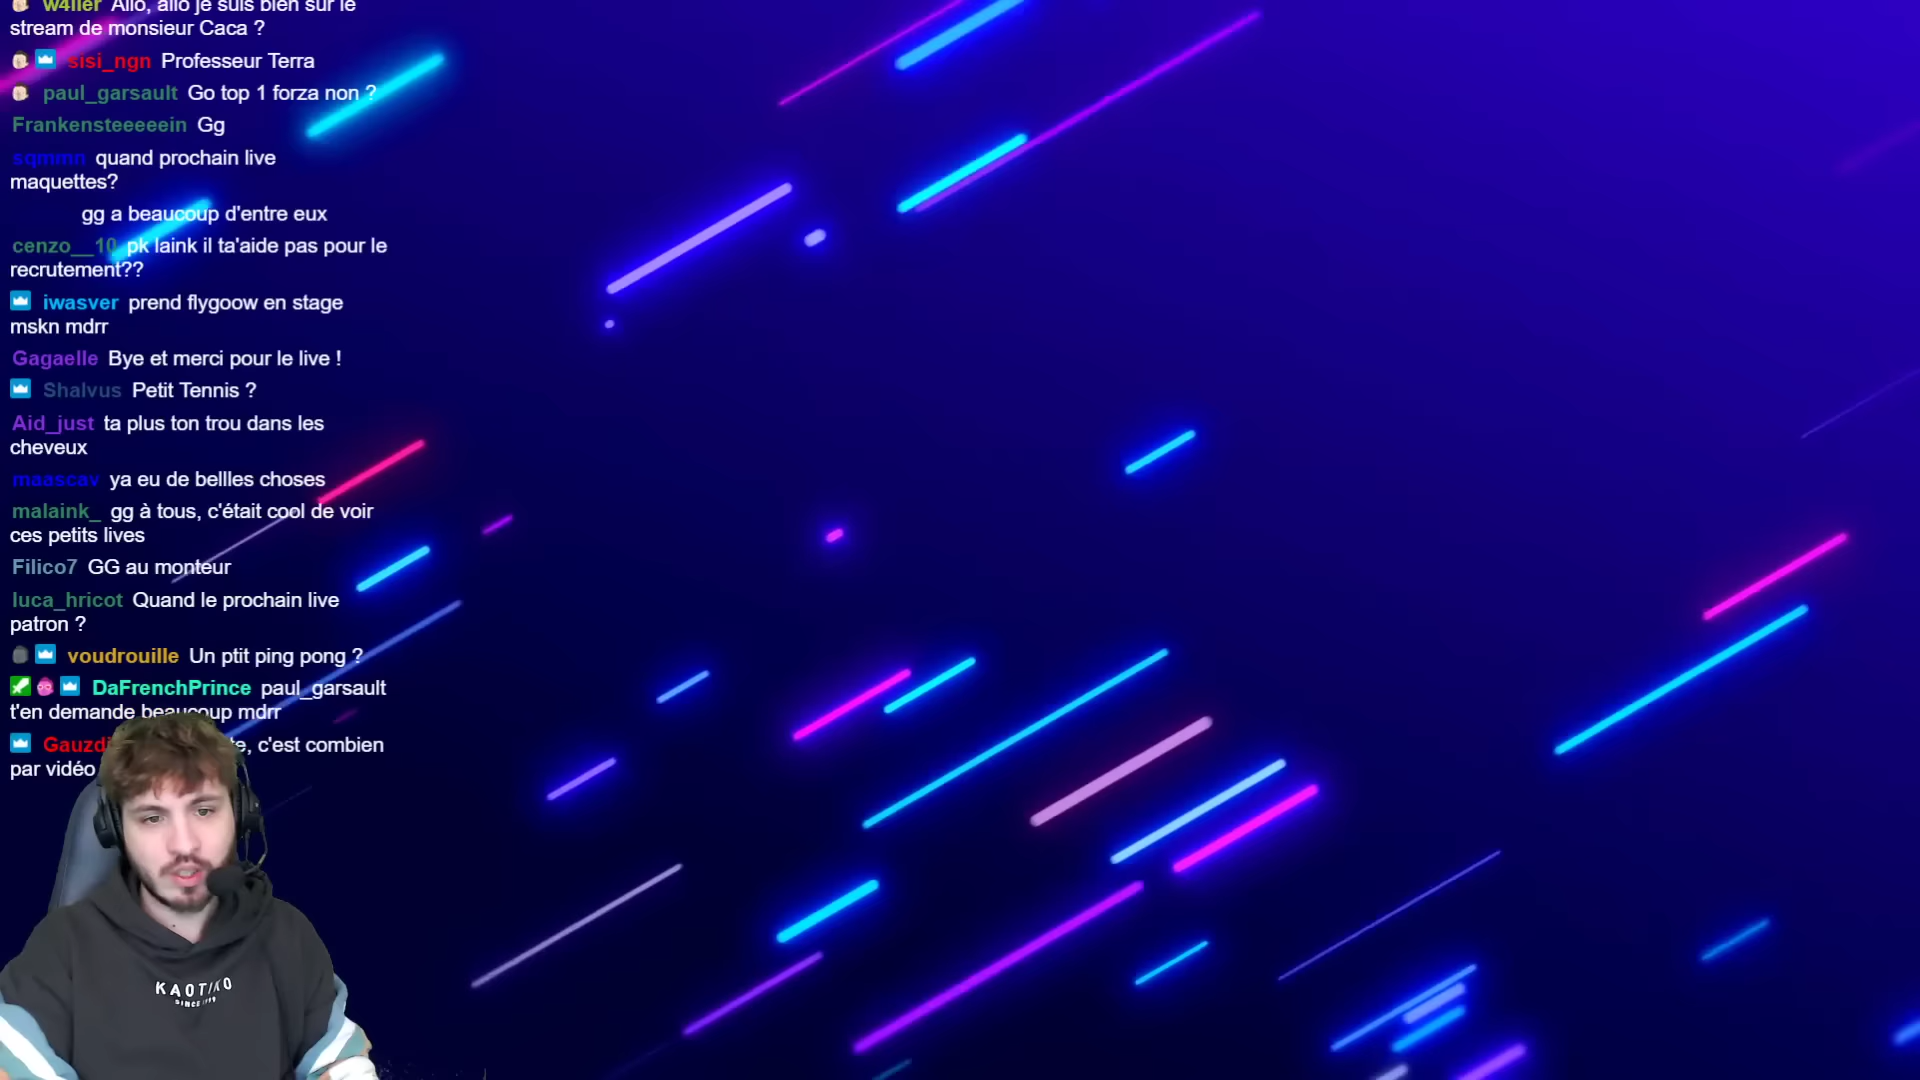 w4ller Allo, allo je suis bien sur le
stream de monsieur Caca ?
sisi_ngn Professeur Terra
paul_garsault Go top 1 forza non ?
Frankensteeeeein Gg
sqmmn quand prochain live
maquettes?
gg a beaucoup d'entre eux
cenzo__10 pk laink il ta'aide pas pour le
recrutement??
iwasver prend flygoow en stage
mskn mdrr
Gagaelle Bye et merci pour le live !
Shalvus Petit Tennis ?
Aid_just ta plus ton trou dans les
cheveux
maascav ya eu de bellles choses
malaink_ gg à tous, c'était cool de voir
ces petits lives
Filico7 GG au monteur
luca_hricot Quand le prochain live
patron ?
voudrouille Un ptit ping pong ?
DaFrenchPrince paul_garsault
t'en demande beaucoup mdrr
c'est combien
par vidéo
KAOTIKO
SINCE 1999